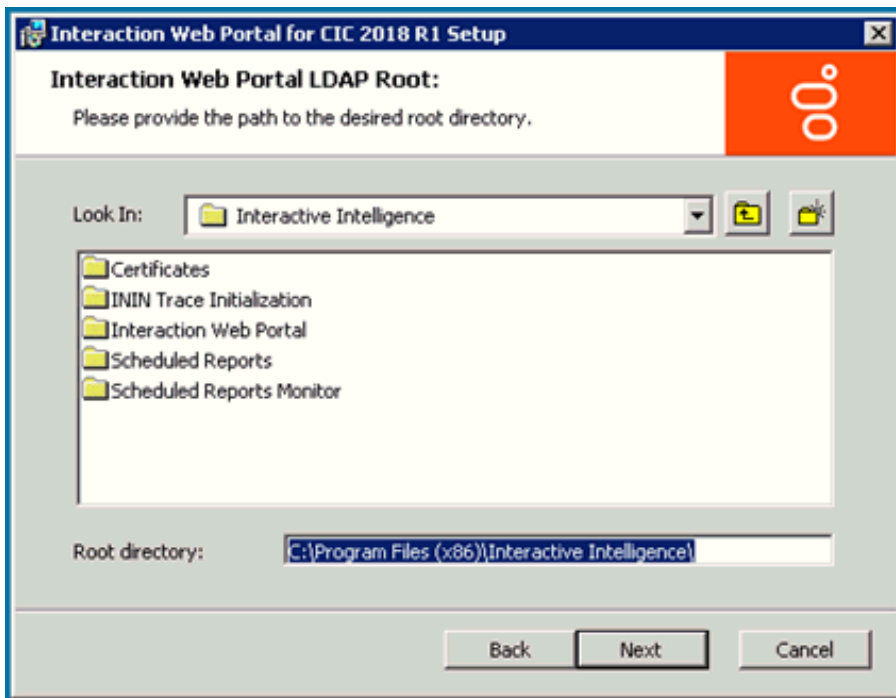 Interaction Web Portal for CIC 2018 R1 Setup
Interaction Web Portal LDAP Root:
Please provide the path to the desired root directory.
Look In: Interactive Intelligence
Certificates
ININ Trace Initialization
Interaction Web Portal
Scheduled Reports
Scheduled Reports Monitor
Root directory: C:\Program Files (x86)\Interactive Intelligence\
Back Next Cancel